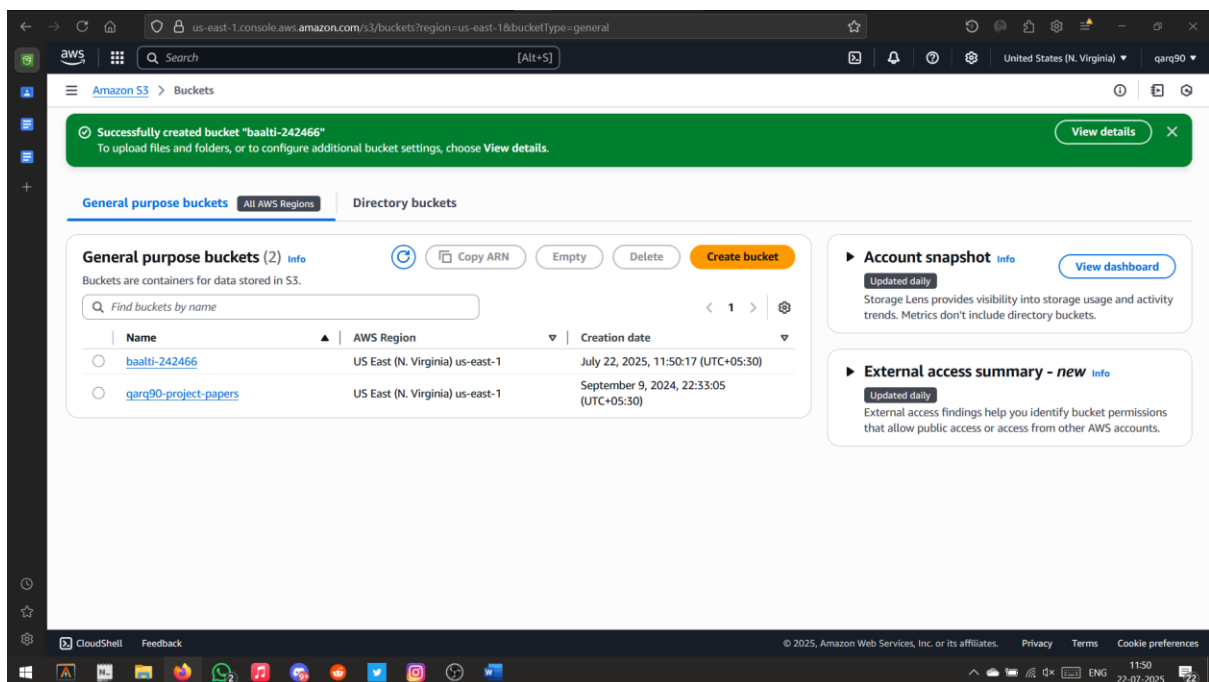 us-east-1.console.aws.amazon.com/s3/buckets?region=us-east-1&bucketType=general
aws
Search
[Alt+S]
United States (N. Virginia)
qarq90
Amazon S3 > Buckets
Successfully created bucket "baalti-242466"
To upload files and folders, or to configure additional bucket settings, choose View details.
View details
General purpose buckets
All AWS Regions
Directory buckets
General purpose buckets (2) Info
Copy ARN
Empty
Delete
Create bucket
Buckets are containers for data stored in S3.
Find buckets by name
1
Name
AWS Region
Creation date
baalti-242466
US East (N. Virginia) us-east-1
July 22, 2025, 11:50:17 (UTC+05:30)
qarq90-project-papers
US East (N. Virginia) us-east-1
September 9, 2024, 22:33:05
(UTC+05:30)
Account snapshot Info
View dashboard
Updated daily
Storage Lens provides visibility into storage usage and activity
trends. Metrics don't include directory buckets.
External access summary - new Info
Updated daily
External access findings help you identify bucket permissions
that allow public access or access from other AWS accounts.
CloudShell
Feedback
© 2025, Amazon Web Services, Inc. or its affiliates.
Privacy
Terms
Cookie preferences
ENG
11:50
22-07-2025